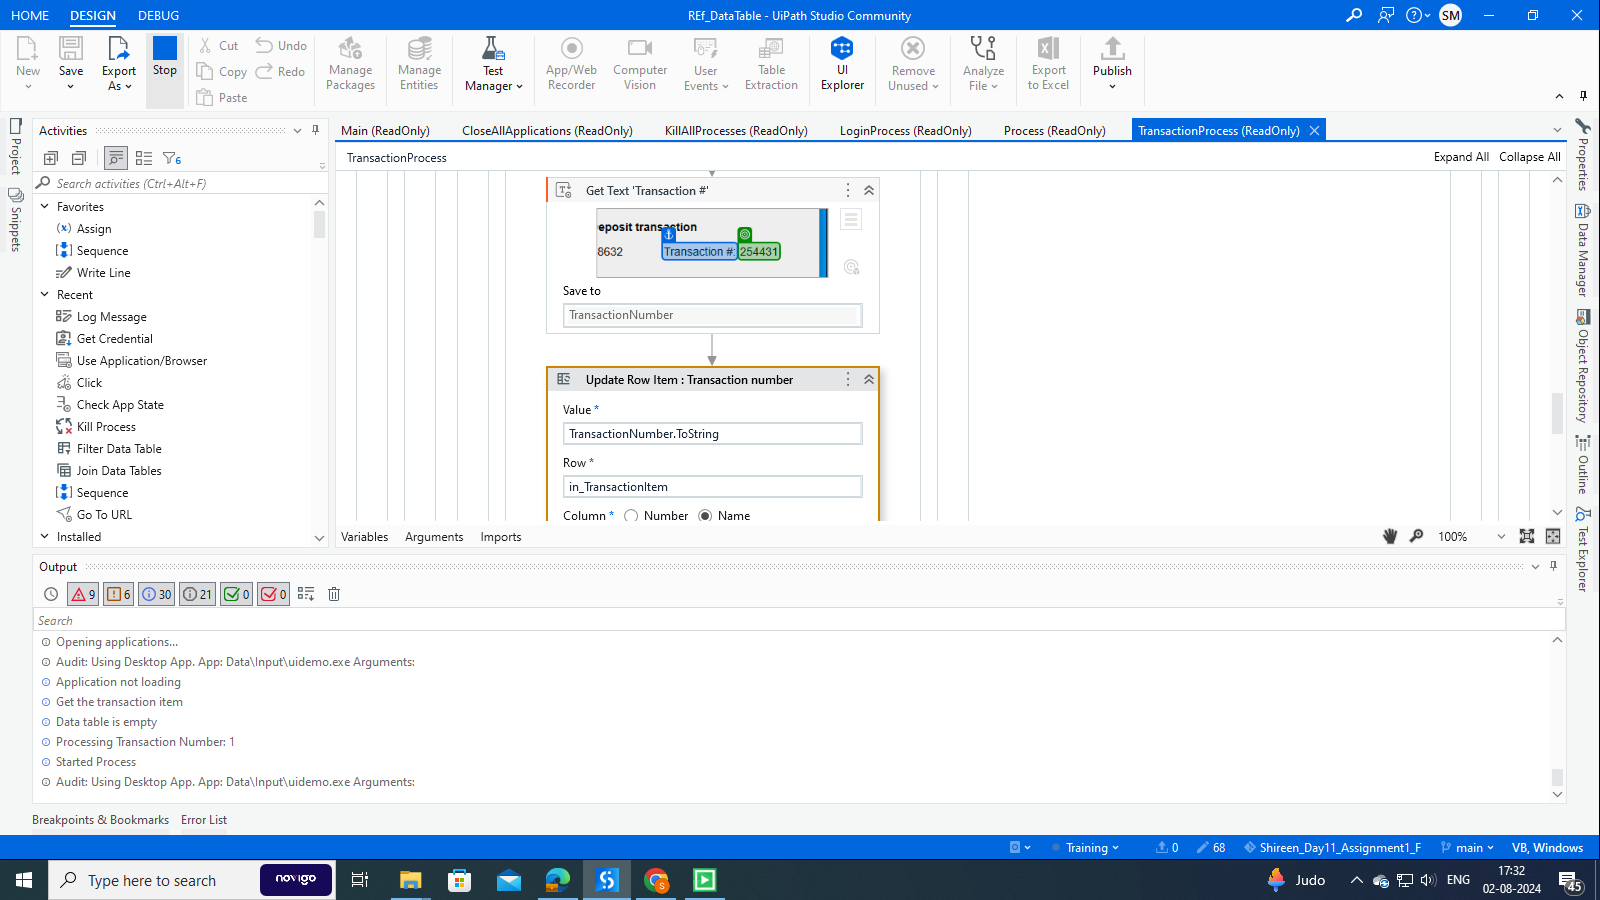 HOME DESIGN DEBUG REf_DataTable - UiPath Studio Community SM
New Save Export As Stop Cut Copy Paste Undo Redo Manage Packages Manage Entities Test Manager App/Web Recorder Computer Vision User Events Table Extraction UI Explorer Remove Unused Analyze File Export to Excel Publish
Activities
Main (ReadOnly) CloseAllApplications (ReadOnly) KillAllProcesses (ReadOnly) LoginProcess (ReadOnly) Process (ReadOnly) TransactionProcess (ReadOnly)
TransactionProcess Expand All Collapse All
6
Search activities (Ctrl+Alt+F)
Favorites
Assign
Sequence
Write Line
Recent
Log Message
Get Credential
Use Application/Browser
Click
Check App State
Kill Process
Filter Data Table
Join Data Tables
Sequence
Go To URL
Installed
Project
Snippets
Get Text 'Transaction #'
eposit transaction
8632 Transaction #: 254431
Save to
TransactionNumber
Update Row Item : Transaction number
Value *
TransactionNumber.ToString
Row *
in_TransactionItem
Column * Number Name
Properties
Data Manager
Object Repository
Outline
Test Explorer
Variables Arguments Imports 100%
Output
9 6 30 21 0 0
Search
Opening applications...
Audit: Using Desktop App. App: Data\Input\uidemo.exe Arguments:
Application not loading
Get the transaction item
Data table is empty
Processing Transaction Number: 1
Started Process
Audit: Using Desktop App. App: Data\Input\uidemo.exe Arguments:
Breakpoints & Bookmarks Error List
Training 0 68 Shireen_Day11_Assignment1_F main VB, Windows
Type here to search novigo Judo ENG 17:32
02-08-2024 45